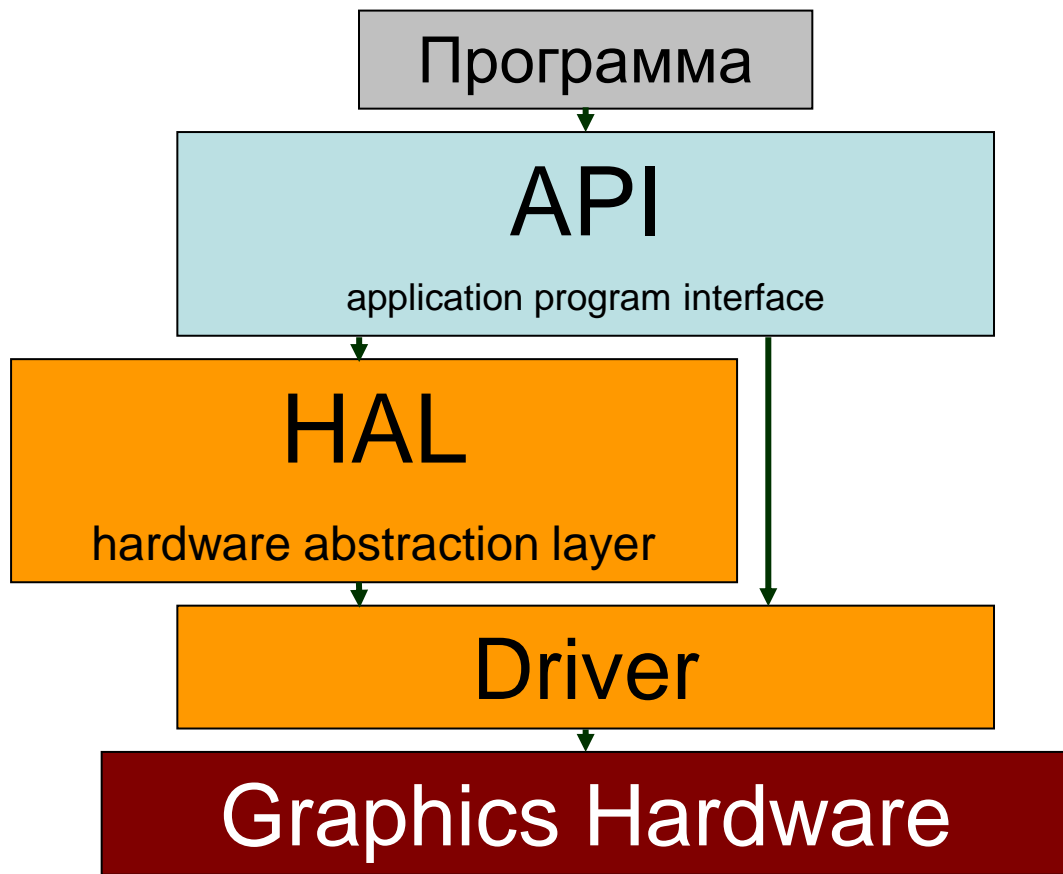 Программа
API
application program interface
HAL
hardware abstraction layer
Driver
Graphics Hardware